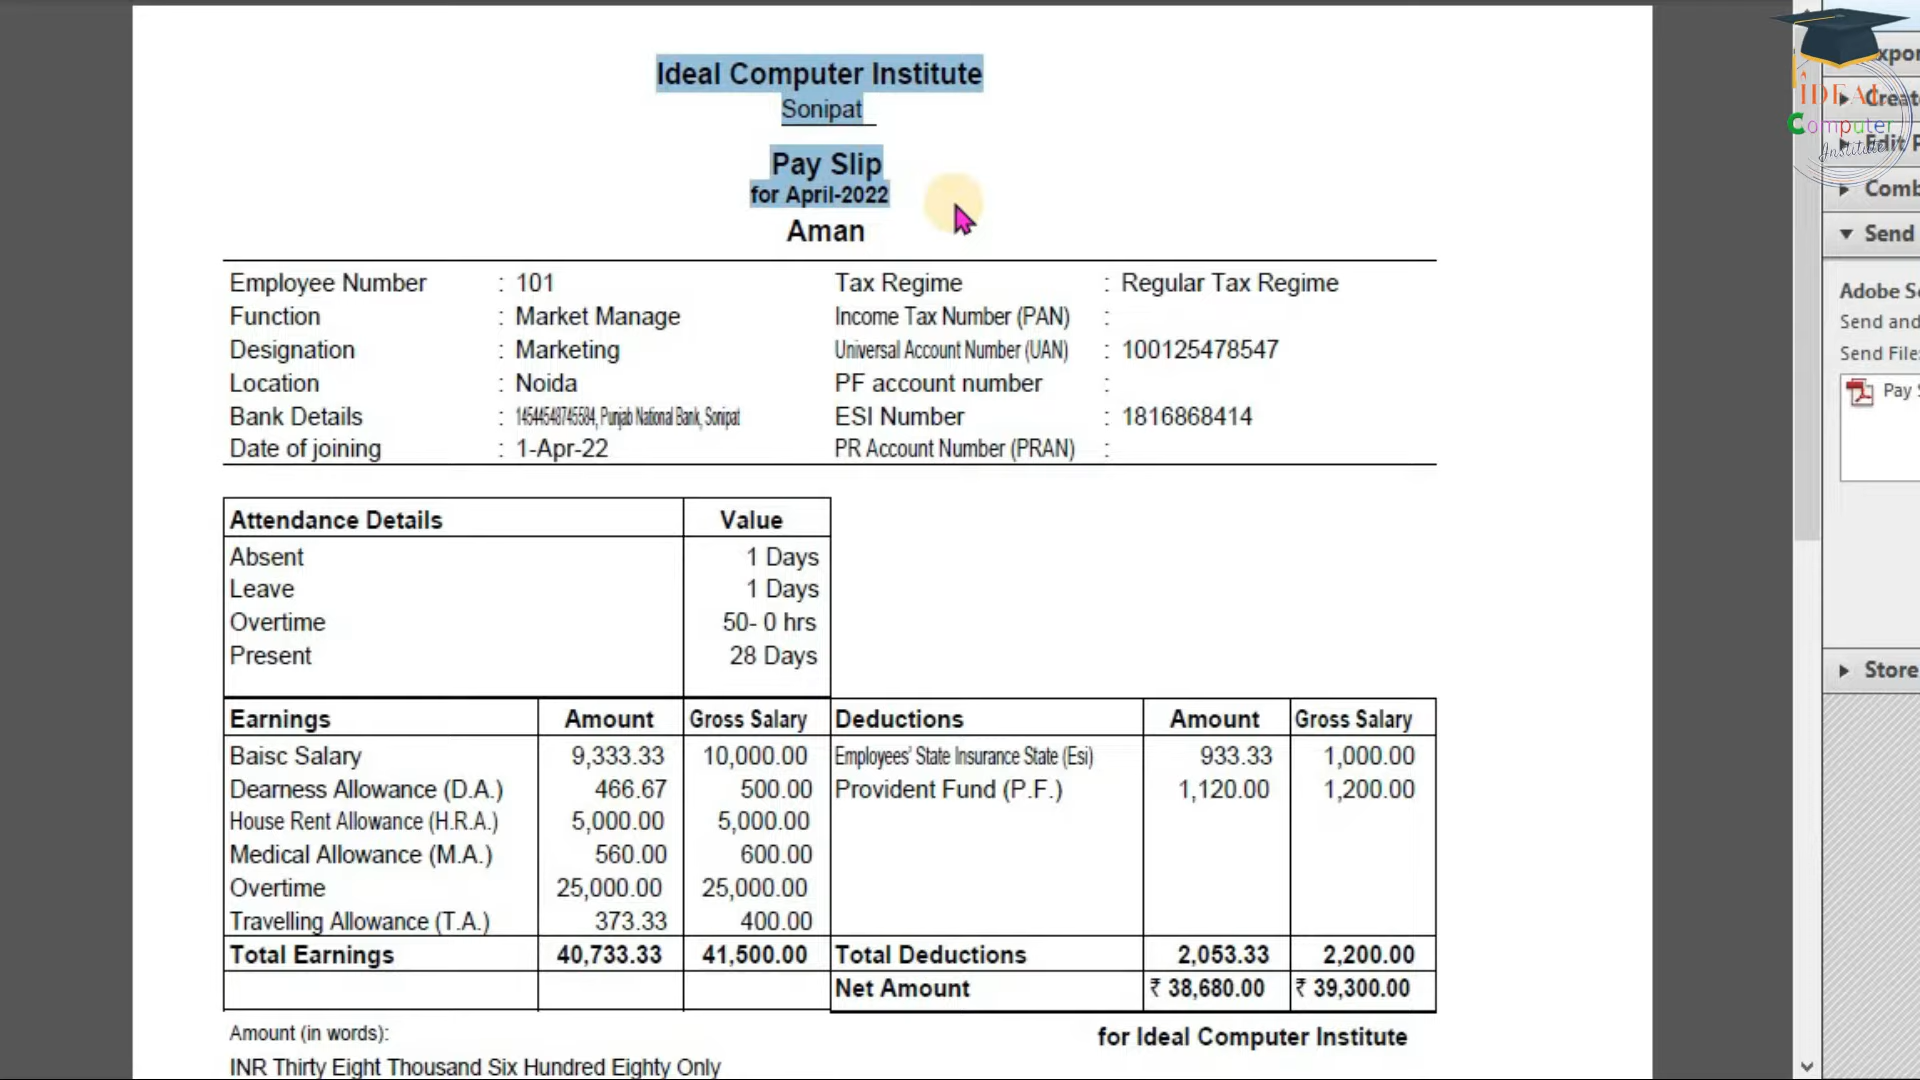 Ideal Computer Institute
Sonipat
Pay Slip
for April-2022
Aman
Employee Number : 101 Tax Regime : Regular Tax Regime
Function : Market Manage Income Tax Number (PAN) :
Designation : Marketing Universal Account Number (UAN) : 100125478547
Location : Noida PF account number :
Bank Details : 14544548745584, Punjab National Bank, Sonipat ESI Number : 1816868414
Date of joining : 1-Apr-22 PR Account Number (PRAN) :
Attendance Details Value
Absent 1 Days
Leave 1 Days
Overtime 50- 0 hrs
Present 28 Days
Earnings Amount Gross Salary Deductions Amount Gross Salary
Baisc Salary 9,333.33 10,000.00 Employees' State Insurance State (Esi) 933.33 1,000.00
Dearness Allowance (D.A.) 466.67 500.00 Provident Fund (P.F.) 1,120.00 1,200.00
House Rent Allowance (H.R.A.) 5,000.00 5,000.00
Medical Allowance (M.A.) 560.00 600.00
Overtime 25,000.00 25,000.00
Travelling Allowance (T.A.) 373.33 400.00
Total Earnings 40,733.33 41,500.00 Total Deductions 2,053.33 2,200.00
Net Amount ₹ 38,680.00 ₹ 39,300.00
Amount (in words):
for Ideal Computer Institute
INR Thirty Eight Thousand Six Hundred Eighty Only
IDEAL
Computer
Institute
Send
Adobe
Send and
Send
Pay
Store